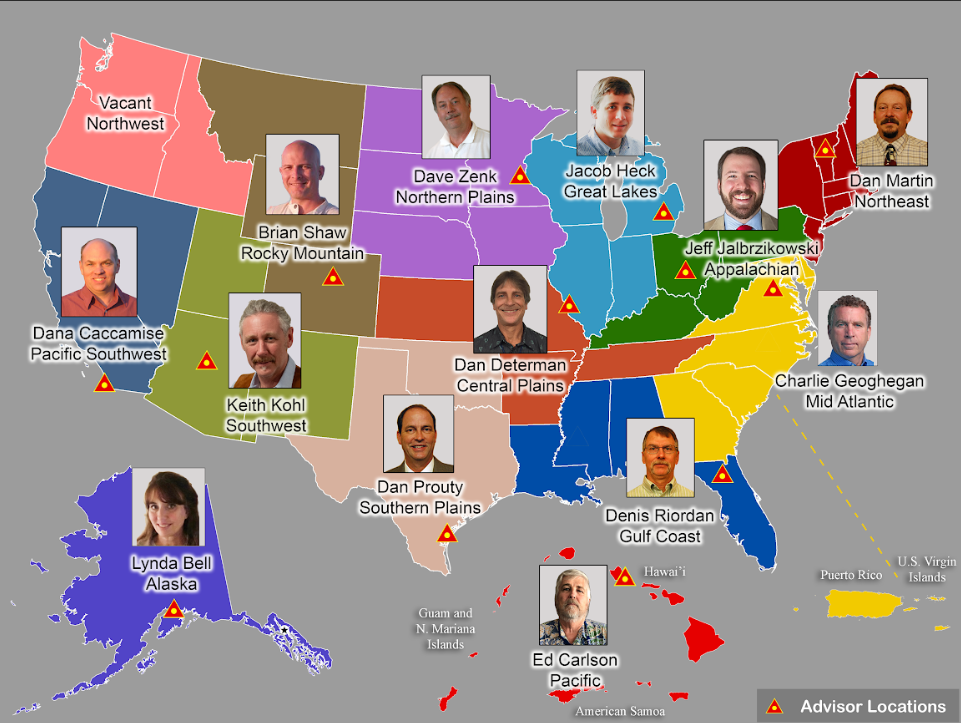 Vacant
Northwest
Dave Zenk
Northern Plains
Jacob Heck
Great Lakes
Dan Martin
Northeast
Brian Shaw
Rocky Mountain
Jeff Jalbrzikowski
Appalachian
Dana Caccamise
Pacific Southwest
Dan Determan
Central Plains
Charlie Geoghegan
Mid Atlantic
Keith Kohl
Southwest
Dan Prouty
Southern Plains
Denis Riordan
Gulf Coast
Lynda Bell
Alaska
Hawai'i
Puerto Rico
U.S. Virgin
Islands
Guam and
N. Mariana
Islands
Ed Carlson
Pacific
American Samoa
Advisor Locations